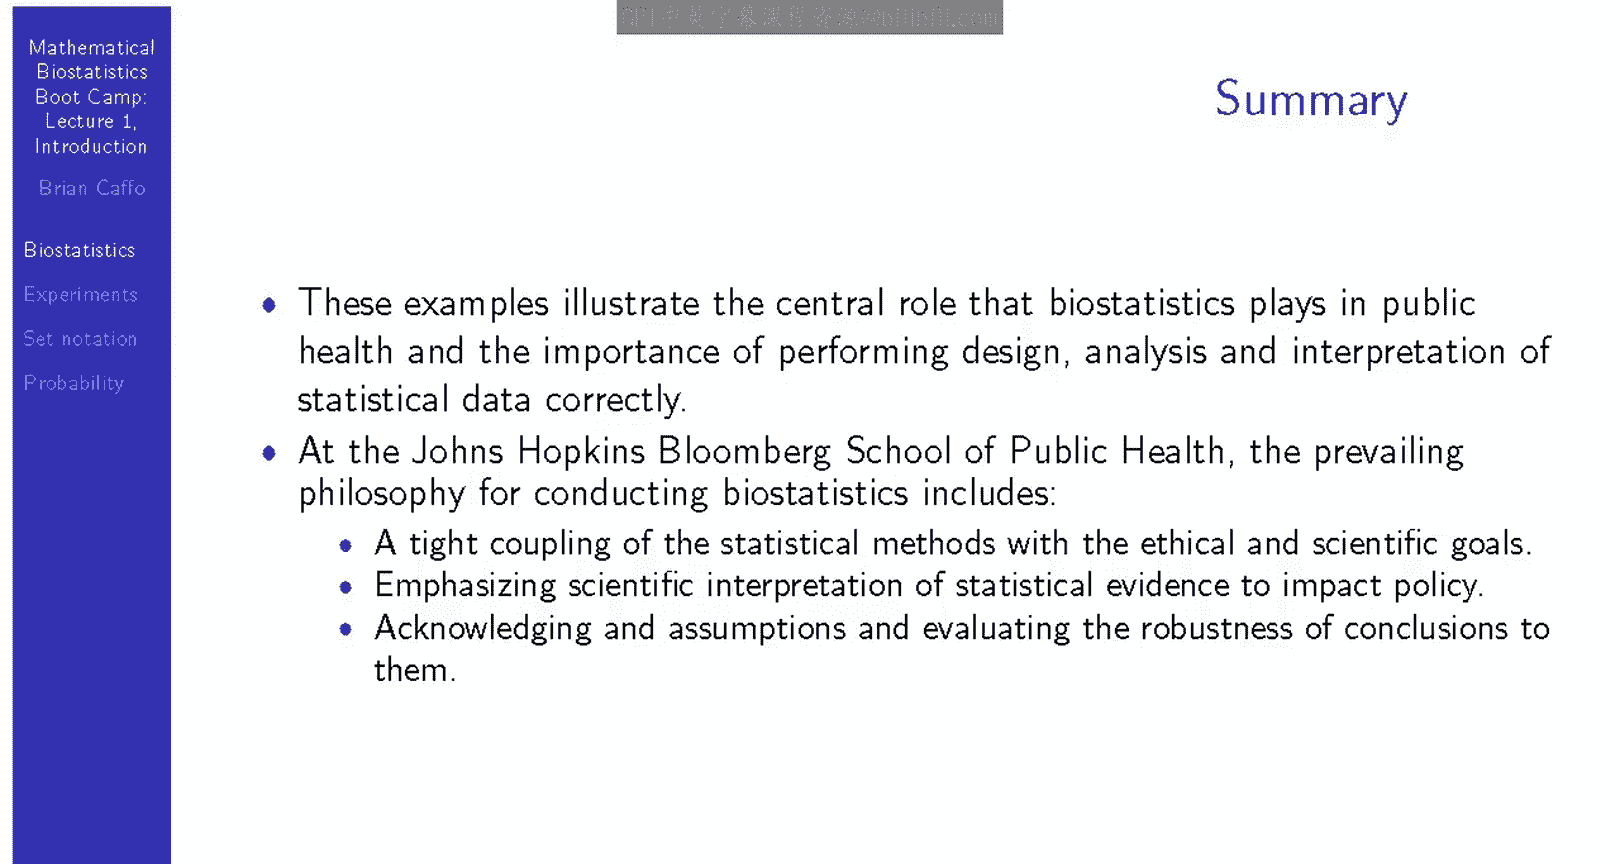 Mathematical
Biostatistics
Boot Camp:
Lecture 1,
Introduction
Brian Caffo
Biostatistics
Experiments
Set notation
Probability
Summary
• These examples illustrate the central role that biostatistics plays in public
health and the importance of performing design, analysis and interpretation of
statistical data correctly.
• At the Johns Hopkins Bloomberg School of Public Health, the prevailing
philosophy for conducting biostatistics includes:
• A tight coupling of the statistical methods with the ethical and scientific goals.
• Emphasizing scientific interpretation of statistical evidence to impact policy.
• Acknowledging and assumptions and evaluating the robustness of conclusions to
them.